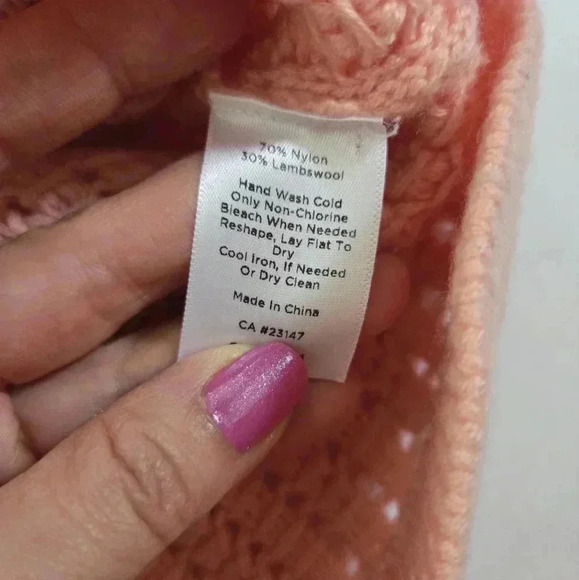 70% Nylon
30% Lambswool
Hand Wash Cold
Only Non-Chlorine
Bleach When Needed
Reshape, Lay Flat To
Dry
Cool Iron, If Needed
Or Dry Clean
Made In China
CA #23147